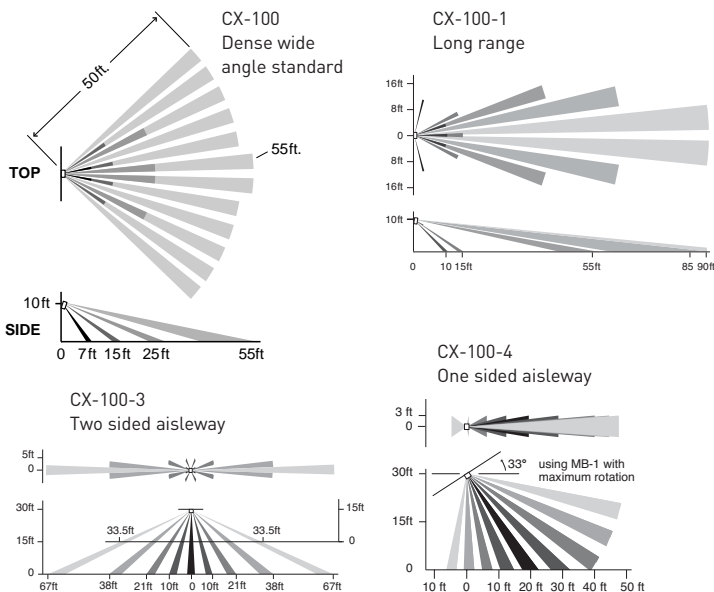 CX-100
Dense wide
angle standard
50ft.
TOP
55ft.
10ft
SIDE
0 7ft 15ft 25ft 55ft
CX-100-1
Long range
16ft
8ft
0
8ft
16ft
10ft
0 10 15ft 55ft 85 90ft
CX-100-3
Two sided aisleway
5ft
0
30ft
15ft
33.5ft 33.5ft
15ft
0
0
67ft 38ft 21ft 10ft 0 10ft 21ft 38ft 67ft
CX-100-4
One sided aisleway
3 ft
0
33° using MB-1 with
maximum rotation
30ft
15ft
0
10 ft 0 10 ft 20 ft 30 ft 40 ft 50 ft